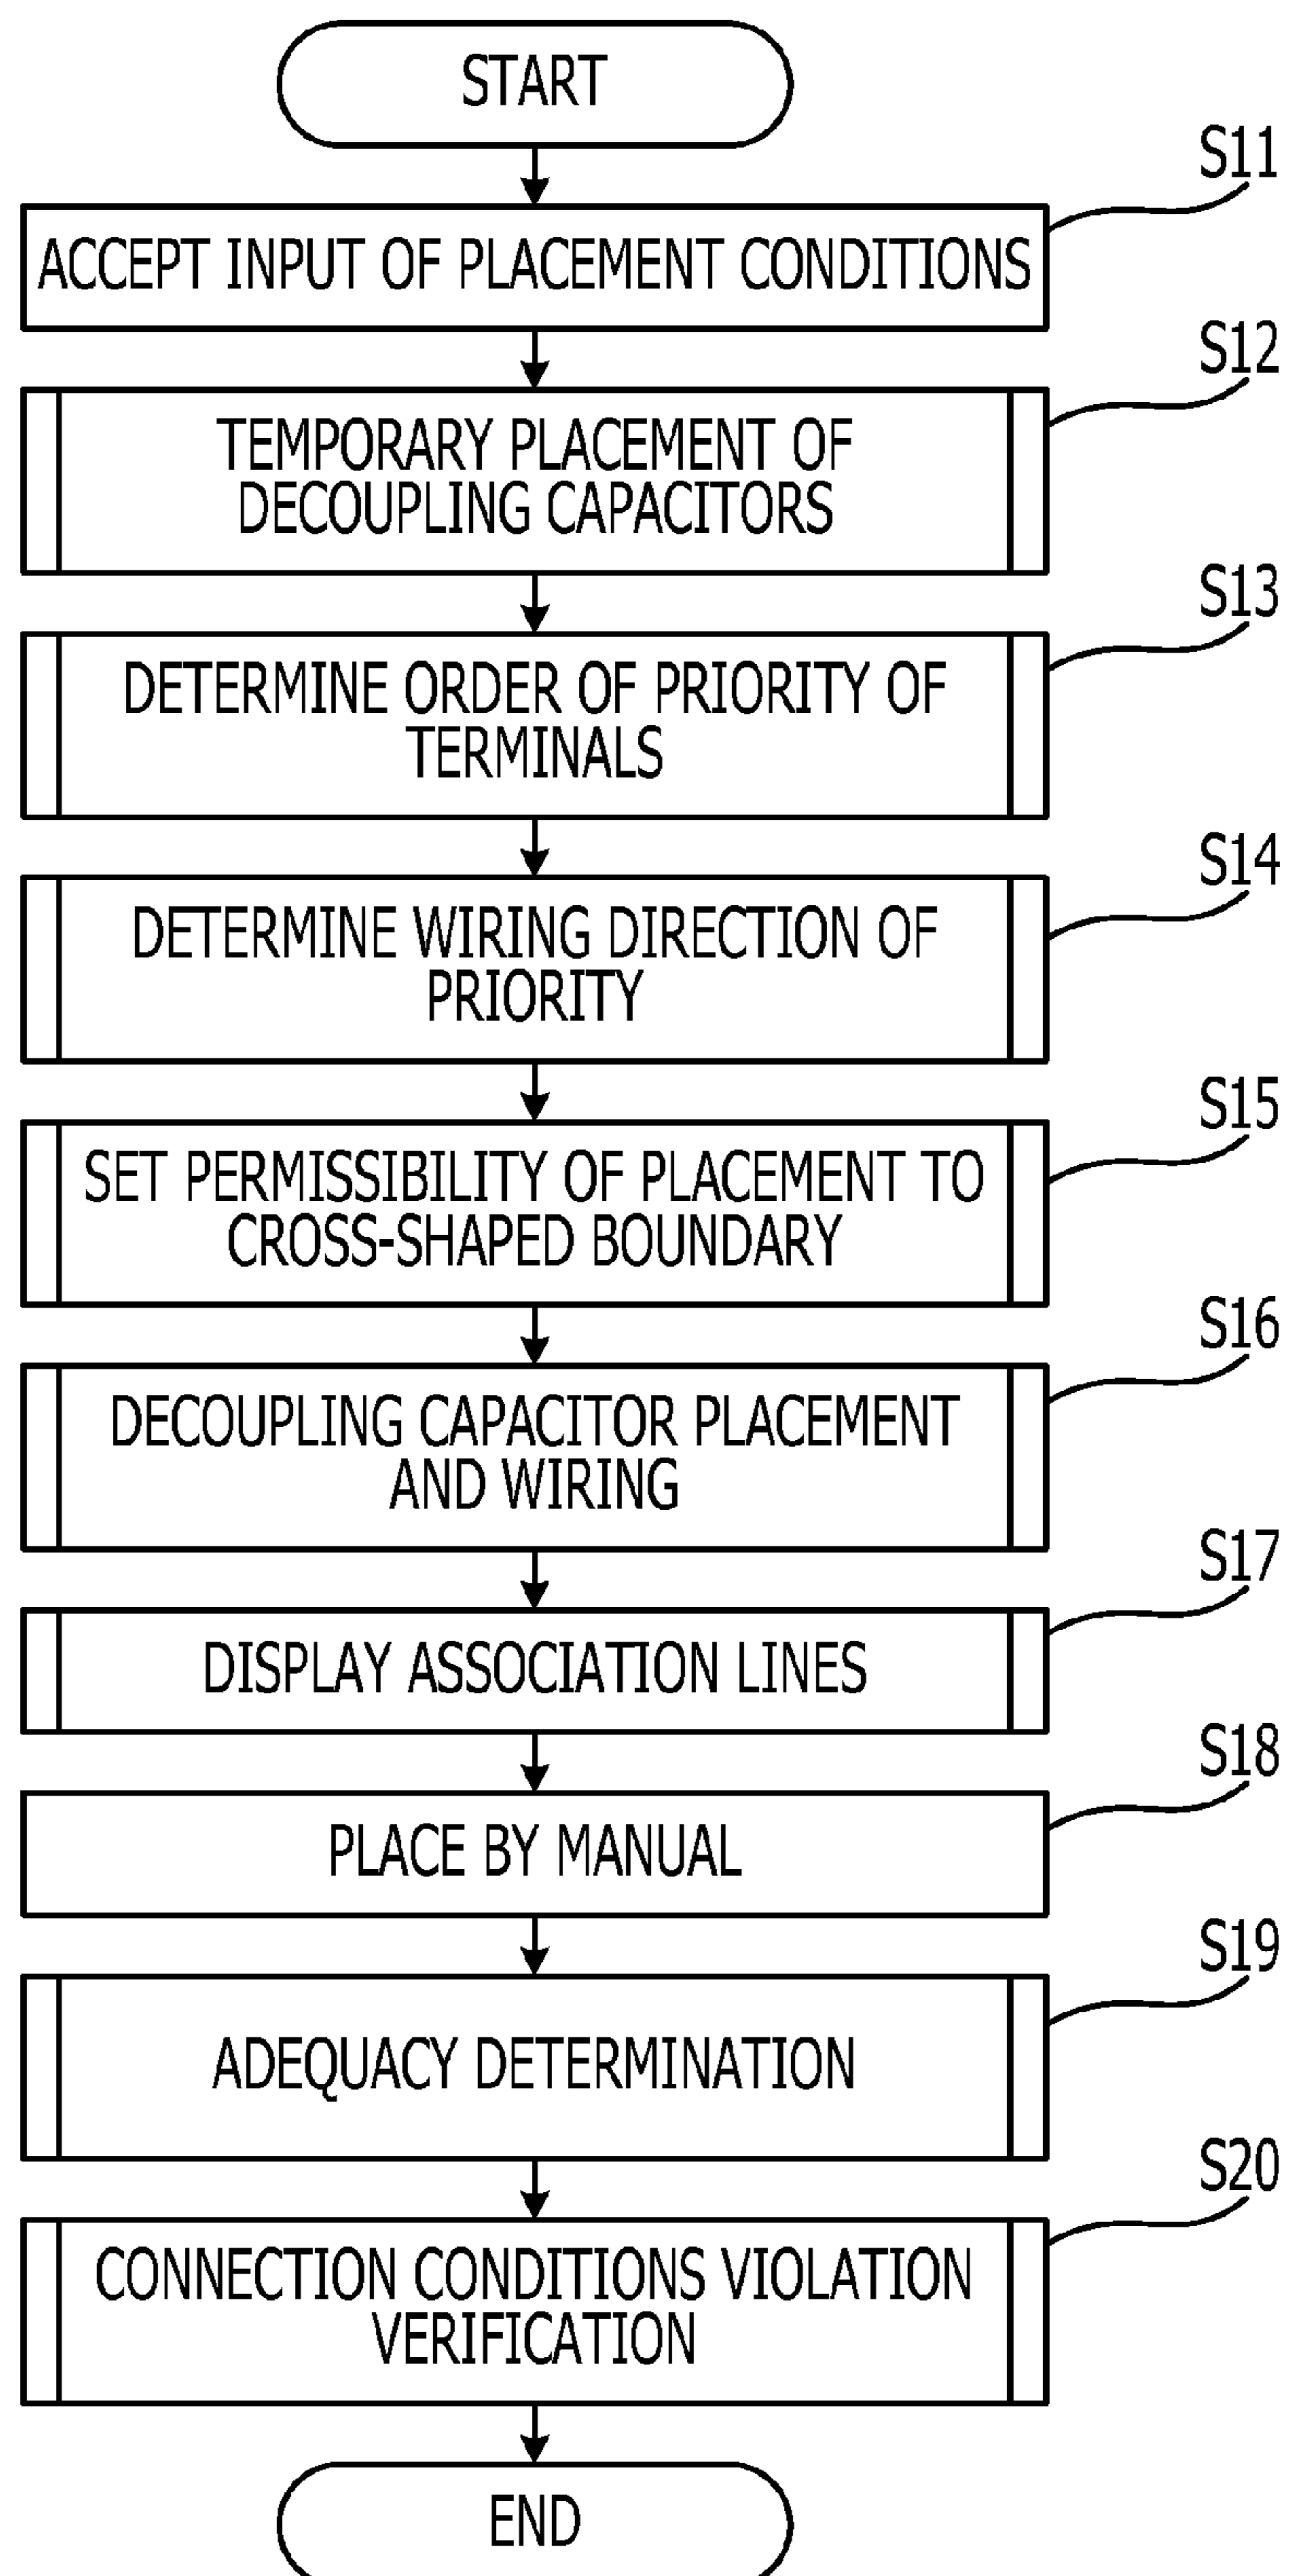 START
S11
ACCEPT INPUT OF PLACEMENT CONDITIONS
S12
TEMPORARY PLACEMENT OF
DECOUPLING CAPACITORS
S13
DETERMINE ORDER OF PRIORITY OF
TERMINALS
S14
DETERMINE WIRING DIRECTION OF
PRIORITY
S15
SET PERMISSIBILITY OF PLACEMENT TO
CROSS-SHAPED BOUNDARY
S16
DECOUPLING CAPACITOR PLACEMENT
AND WIRING
S17
DISPLAY ASSOCIATION LINES
S18
PLACE BY MANUAL
S19
ADEQUACY DETERMINATION
S20
CONNECTION CONDITIONS VIOLATION
VERIFICATION
END